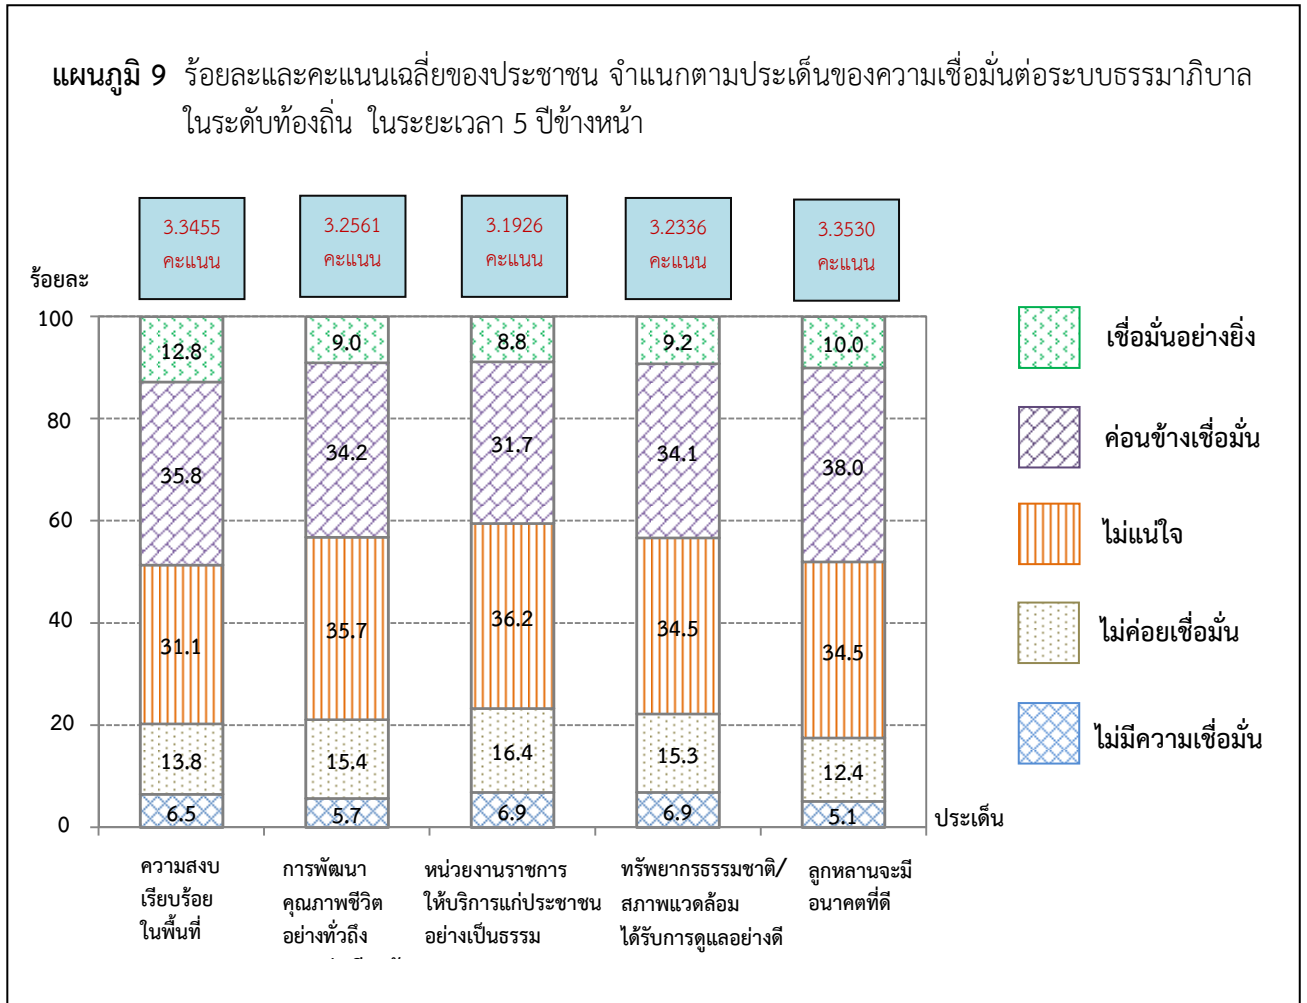 แผนภูมิ 9 ร้อยละและคะแนนเฉลี่ยของประชาชน จำแนกตามประเด็นของความเชื่อมั่นต่อระบบธรรมาภิบาล
ในระดับท้องถิ่น ในระยะเวลา 5 ปีข้างหน้า
3.3455
คะแนน
3.2561
คะแนน
3.1926
คะแนน
3.2336
คะแนน
3.3530
คะแนน
ร้อยละ
100
80
60
40
20
0
12.8
35.8
31.1
13.8
6.5
9.0
34.2
35.7
15.4
5.7
8.8
31.7
36.2
16.4
6.9
9.2
34.1
34.5
15.3
6.9
10.0
38.0
34.5
12.4
5.1
ประเด็น
ความสงบ
เรียบร้อย
ในพื้นที่
การพัฒนา
คุณภาพชีวิต
อย่างทั่วถึง
หน่วยงานราชการ
ให้บริการแก่ประชาชน
อย่างเป็นธรรม
ทรัพยากรธรรมชาติ/
สภาพแวดล้อม
ได้รับการดูแลอย่างดี
ลูกหลานจะมี
อนาคตที่ดี
เชื่อมั่นอย่างยิ่ง
ค่อนข้างเชื่อมั่น
ไม่แน่ใจ
ไม่ค่อยเชื่อมั่น
ไม่มีความเชื่อมั่น